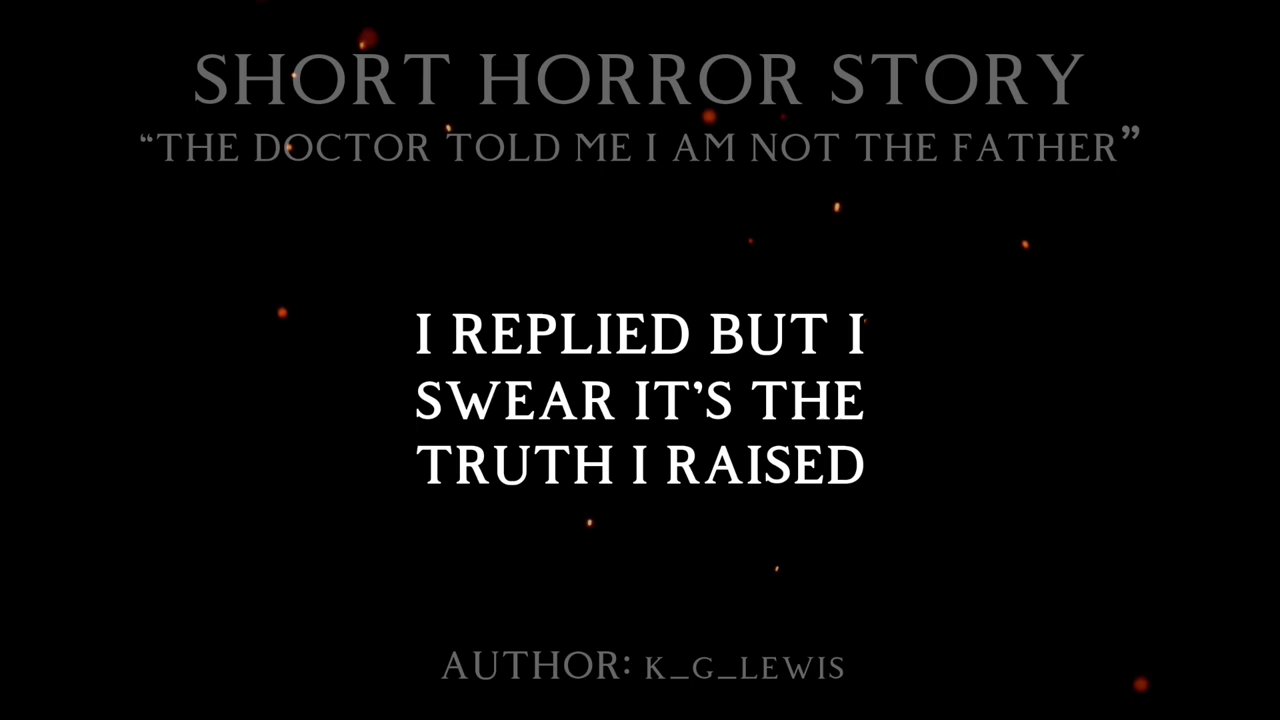 SHORT HORROR STORY
“THE DOCTOR TOLD ME I AM NOT THE FATHER”
I REPLIED BUT I
SWEAR IT’S THE
TRUTH I RAISED
AUTHOR: K_G_LEWIS